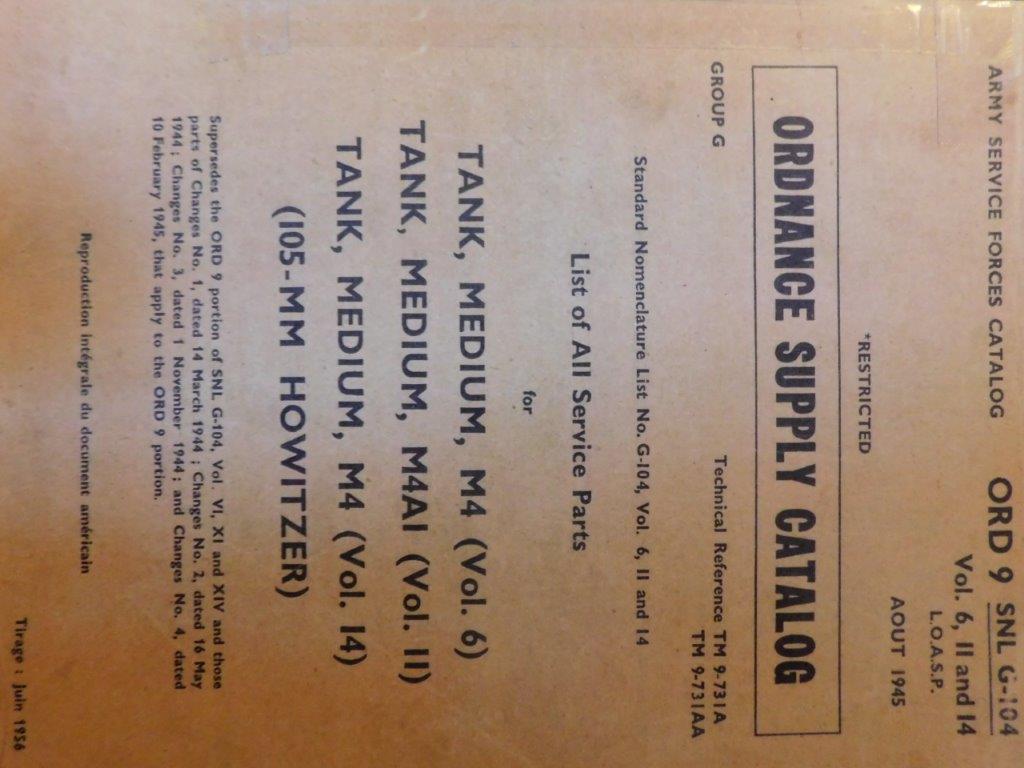 ARMY SERVICE FORCES CATALOG ORD 9 SNL G-104
Vol. 6, 11 and 14
L.O.A.S.P.
AOUT 1945
*RESTRICTED
ORDNANCE SUPPLY CATALOG
GROUP G Technical Reference TM 9-731A
TM 9-731AA
Standard Nomenclature List No. G-104, Vol. 6, 11 and 14
List of All Service Parts
for
TANK, MEDIUM, M4 (Vol. 6)
TANK, MEDIUM, M4A1 (Vol. 11)
TANK, MEDIUM, M4 (Vol. 14)
(105-MM HOWITZER)
Supersedes the ORD 9 portion of SNL G-104, Vol. VI, XI and XIV and those
parts of Changes No. 1, dated 14 March 1944 ; Changes No. 2, dated 16 May
1944 ; Changes No. 3, dated 1 November 1944 ; and Changes No. 4, dated
10 February 1945, that apply to the ORD 9 portion.
Reproduction intégrale du document américain
Tirage : Juin 1956